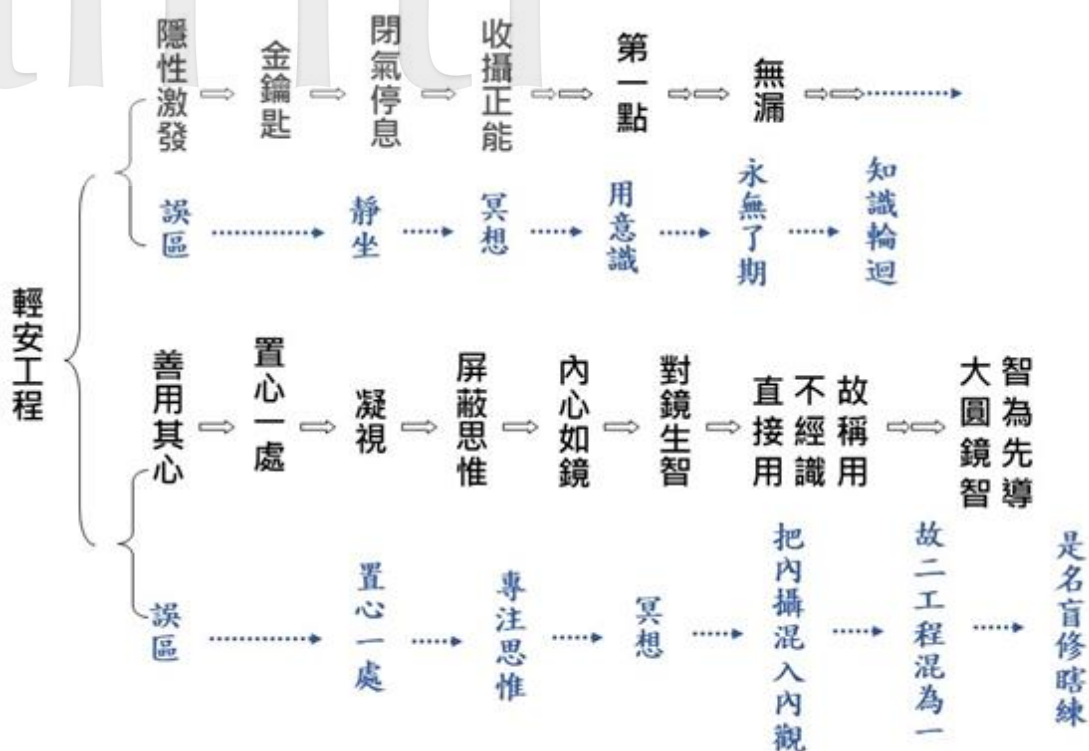 輕安工程
隱性激發
金鑰匙
閉氣停息
收攝正能
第一點
無漏
誤區
靜坐
冥想
用意識
永無了期
知識輪迴
善用其心
置心一處
凝視
屏蔽思惟
內心如鏡
對鏡生智
故稱用
不經識
直接用
智為先導
大圓鏡智
誤區
置心一處
專注思惟
冥想
把內攝混入內觀
故二工程混為一
是名盲修瞎練